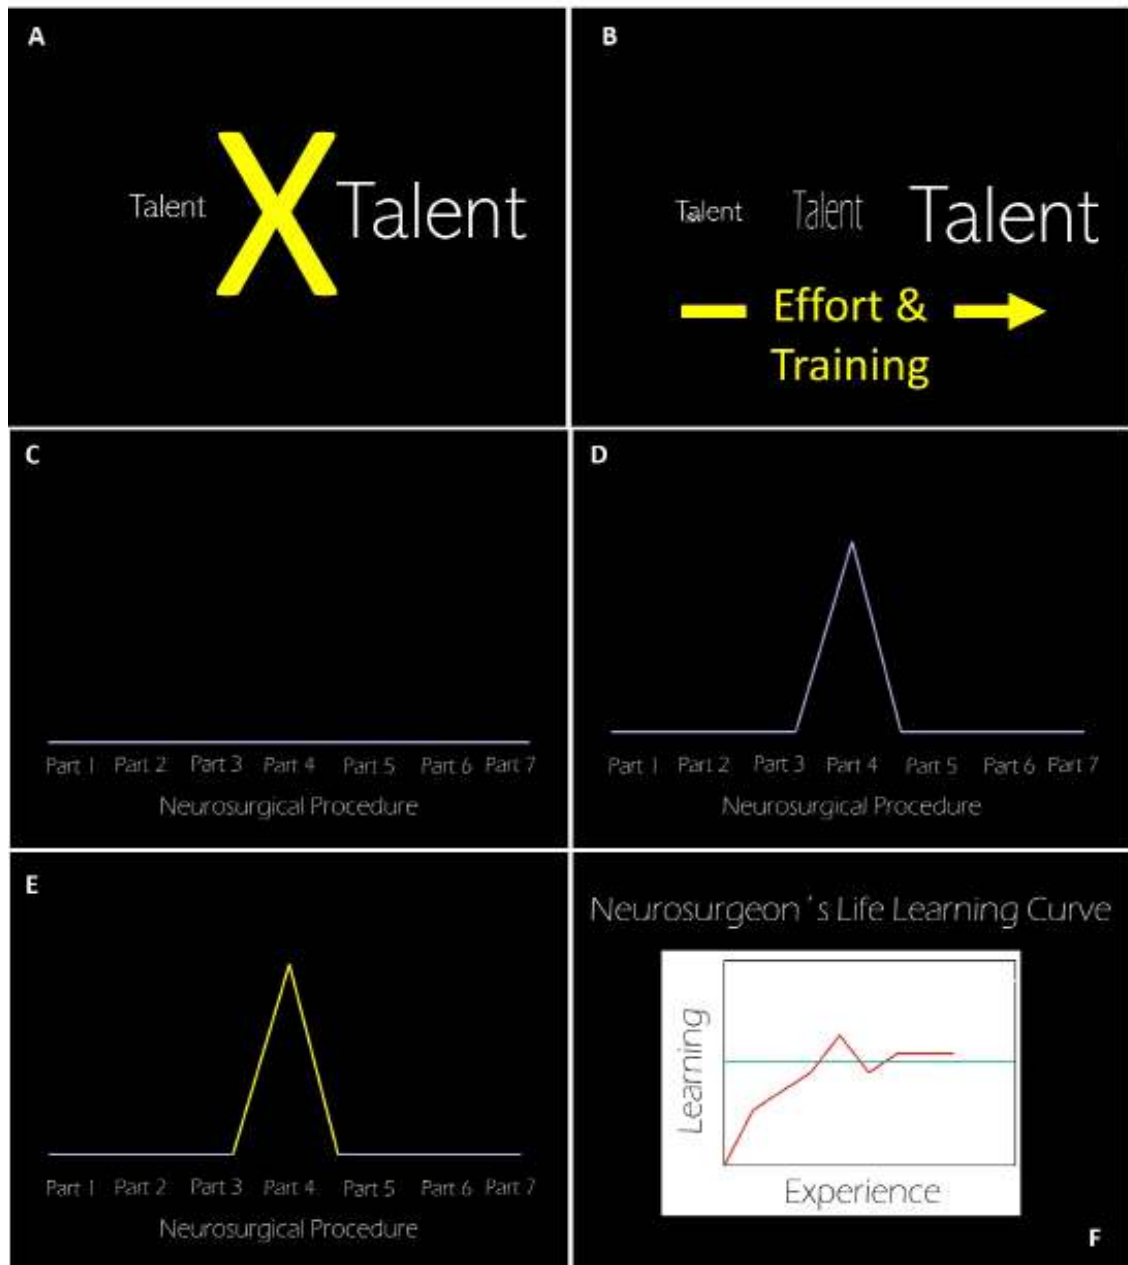 A
Talent X Talent
B
Talent Talent Talent
Effort &
Training
C
Part 1 Part 2 Part 3 Part 4 Part 5 Part 6 Part 7
Neurosurgical Procedure
D
Part 1 Part 2 Part 3 Part 4 Part 5 Part 6 Part 7
Neurosurgical Procedure
E
Part 1 Part 2 Part 3 Part 4 Part 5 Part 6 Part 7
Neurosurgical Procedure
Neurosurgeon´s Life Learning Curve
Learning
Experience
F